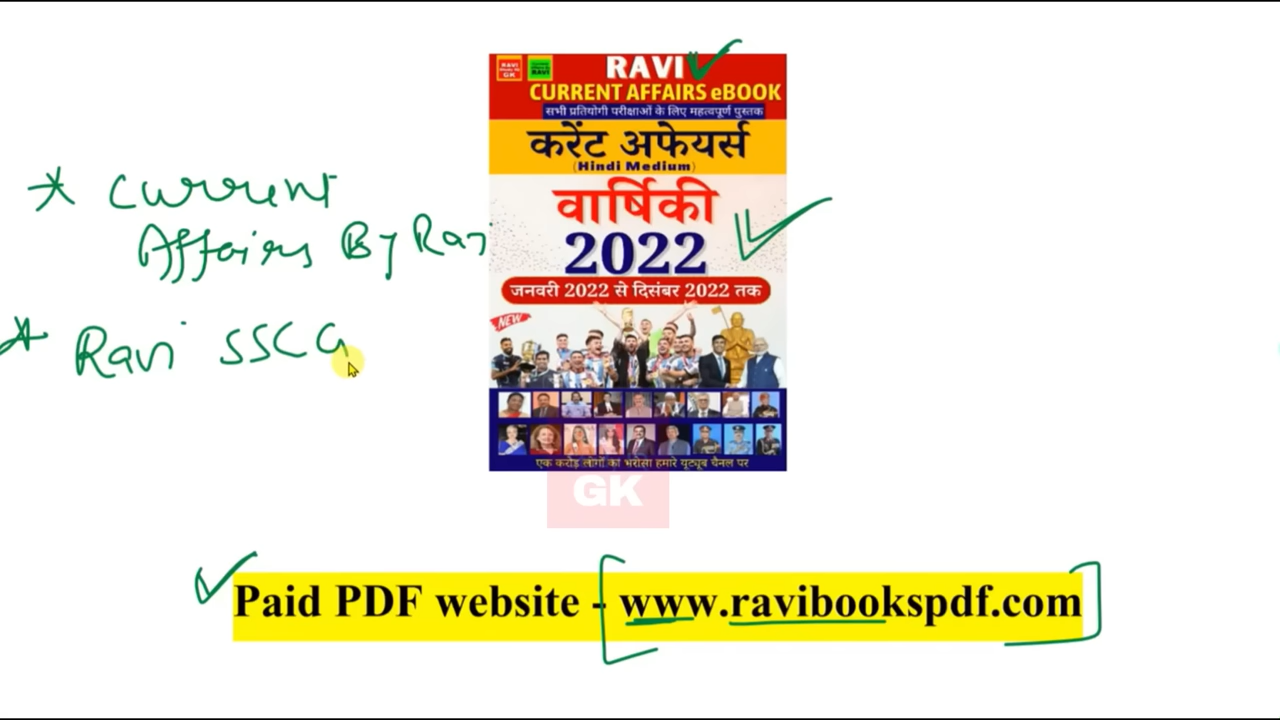 RAVI
CURRENT AFFAIRS eBOOK
सभी प्रतियोगी परीक्षाओं के लिए महत्वपूर्ण पुस्तक
करेंट अफेयर्स
(Hindi Medium)
वार्षिकी
2022
जनवरी 2022 से दिसंबर 2022 तक
NEW
एक करोड़ लोगों का भरोसा हमारे यूट्यूब चैनल पर
* Current
Affairs By Ravi
* Ravi SSC G
GK
Paid PDF website - www.ravibookspdf.com